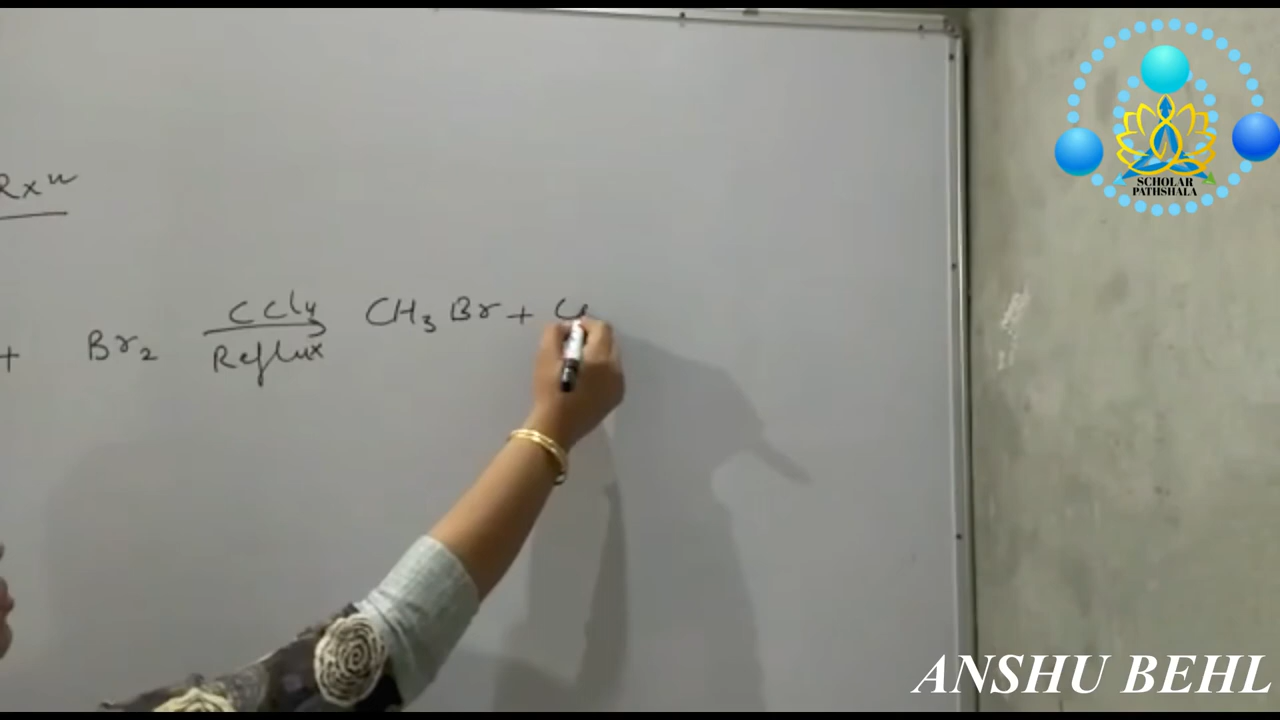 Rxn
CCl4
+ Br2 Reflux CH3Br + C
SCHOLAR
PATHSHALA
ANSHU BEHL